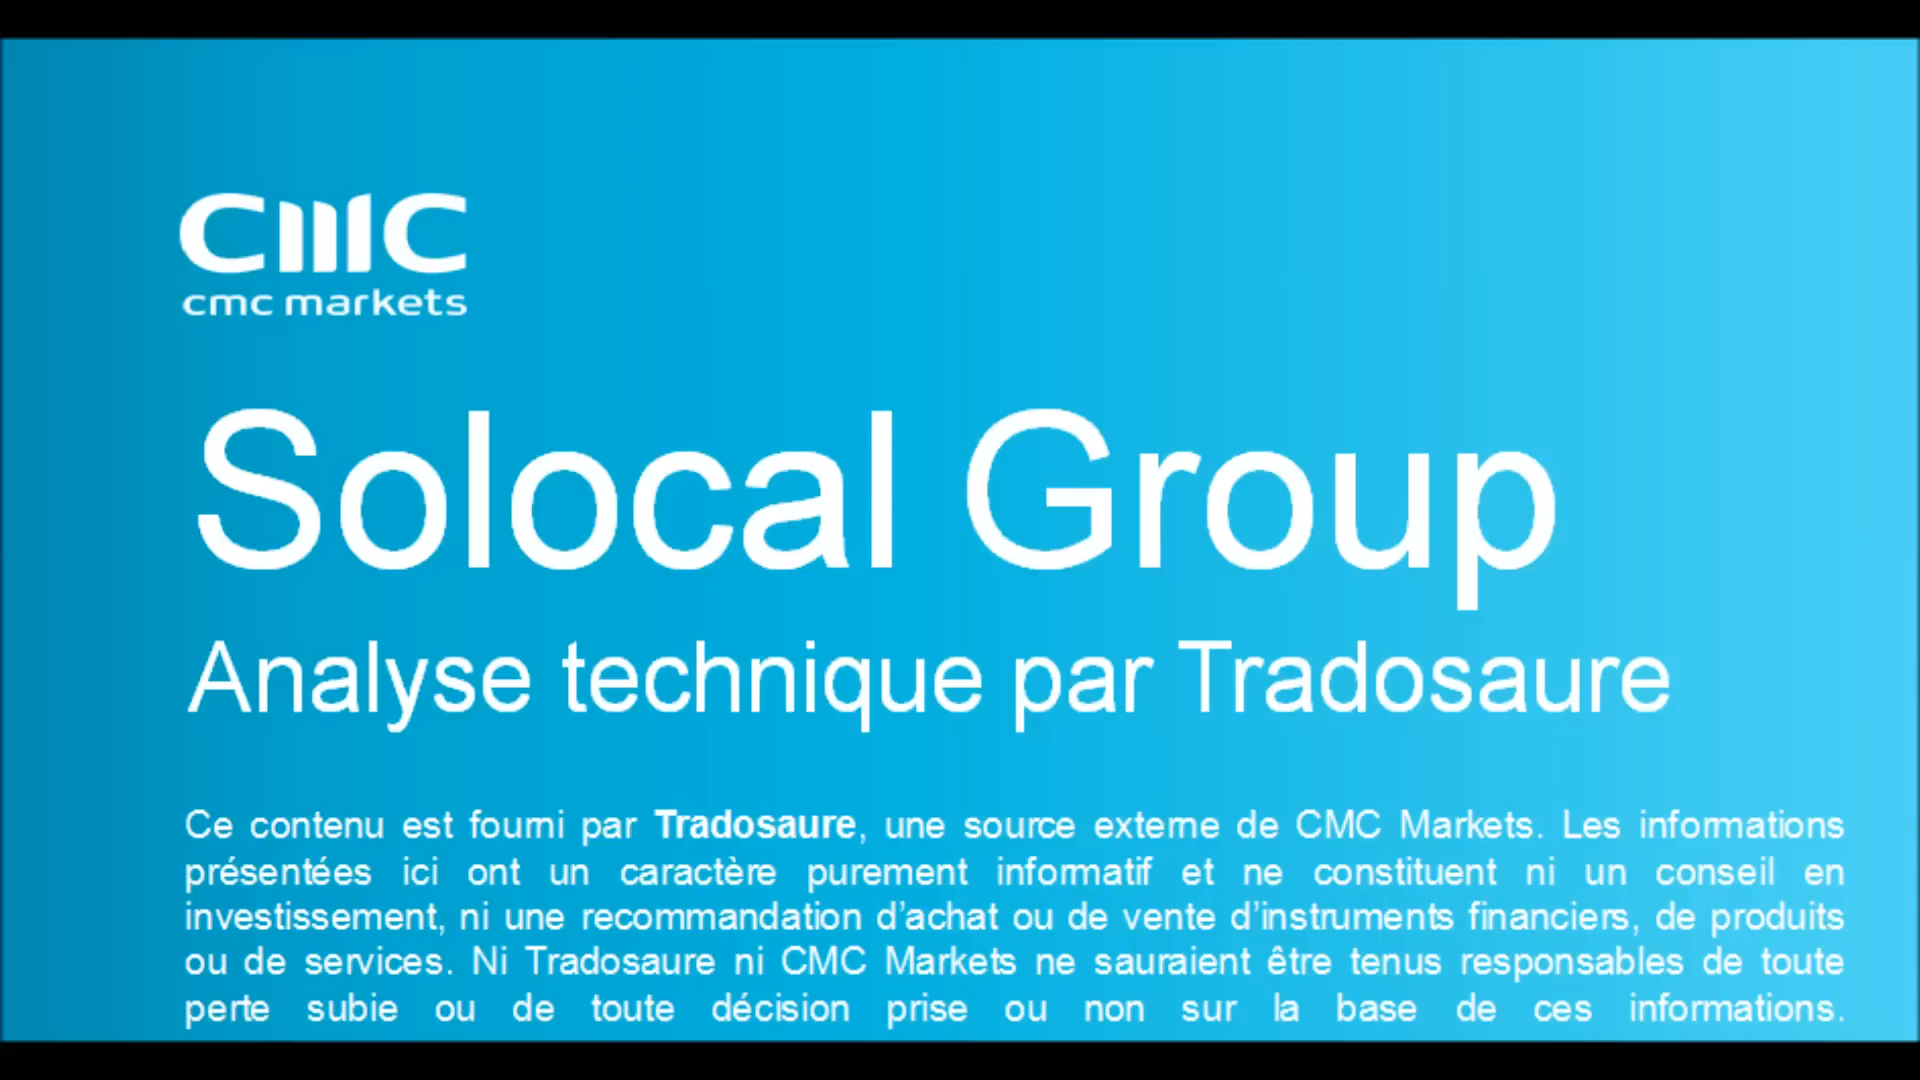 CMC
cmc markets
Solocal Group
Analyse technique par Tradosaure
Ce contenu est fourni par Tradosaure, une source externe de CMC Markets. Les informations
présentées ici ont un caractère purement informatif et ne constituent ni un conseil en
investissement, ni une recommandation d’achat ou de vente d’instruments financiers, de produits
ou de services. Ni Tradosaure ni CMC Markets ne sauraient être tenus responsables de toute
perte subie ou de toute décision prise ou non sur la base de ces informations.